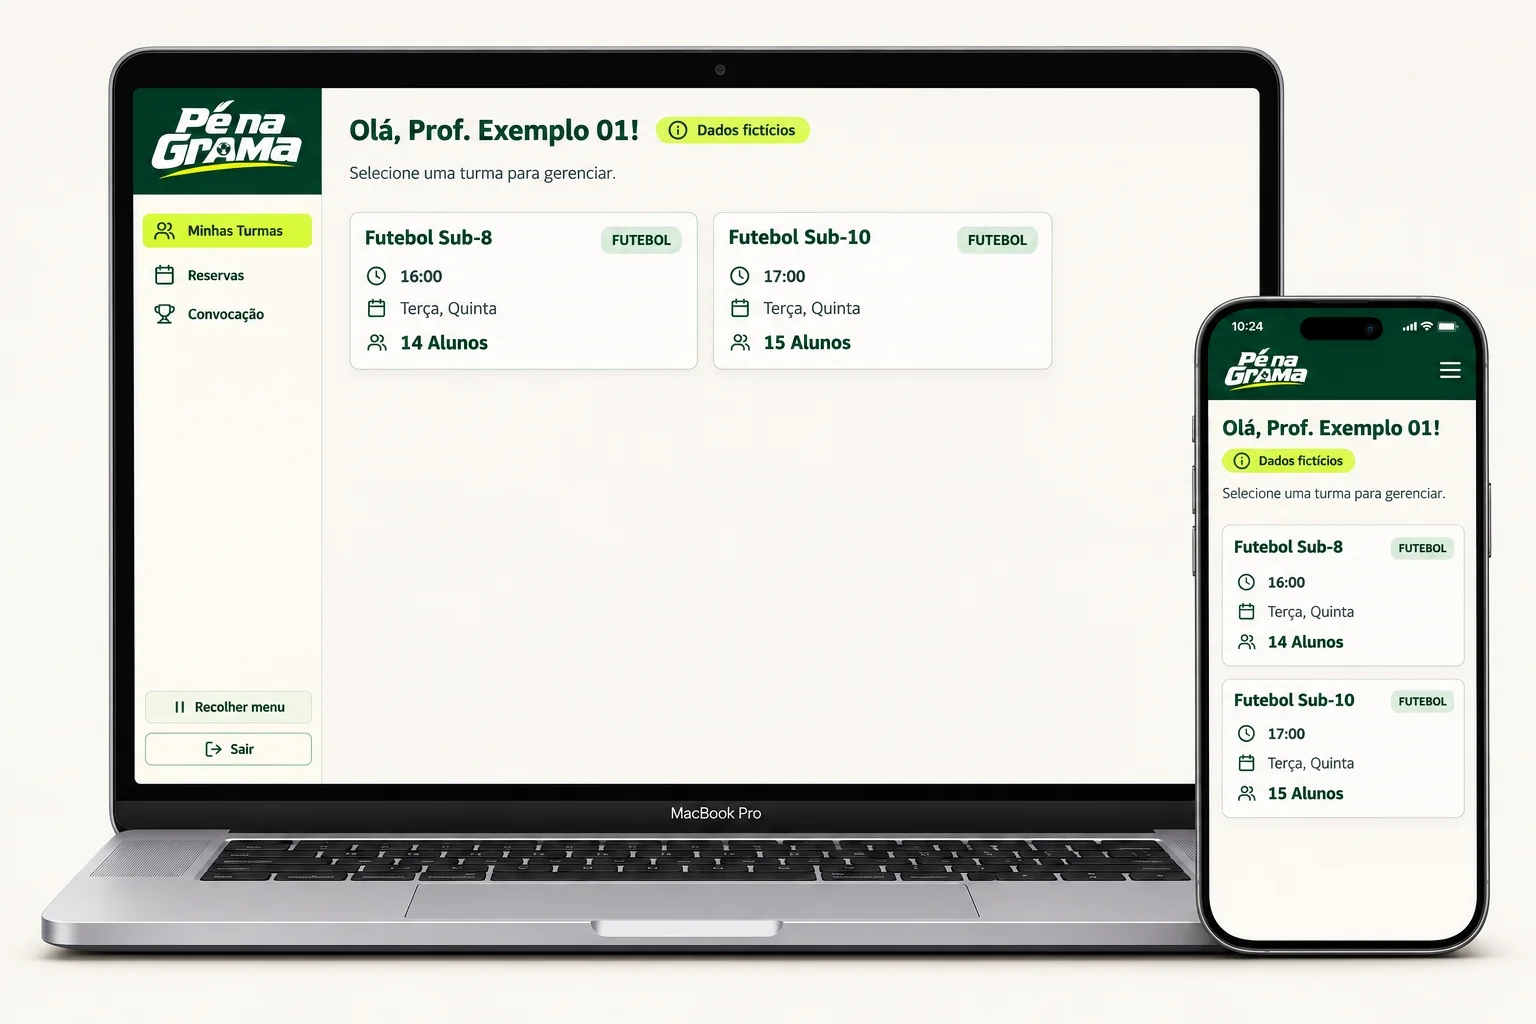 Pé na
Grama
Olá, Prof. Exemplo 01!
Dados fictícios
Selecione uma turma para gerenciar.
Minhas Turmas
Reservas
Convocação
Futebol Sub-8
FUTEBOL
16:00
Terça, Quinta
14 Alunos
Futebol Sub-10
FUTEBOL
17:00
Terça, Quinta
15 Alunos
Recolher menu
Sair
MacBook Pro
10:24
Pé na
Grama
Olá, Prof. Exemplo 01!
Dados fictícios
Selecione uma turma para gerenciar.
Futebol Sub-8
FUTEBOL
16:00
Terça, Quinta
14 Alunos
Futebol Sub-10
FUTEBOL
17:00
Terça, Quinta
15 Alunos